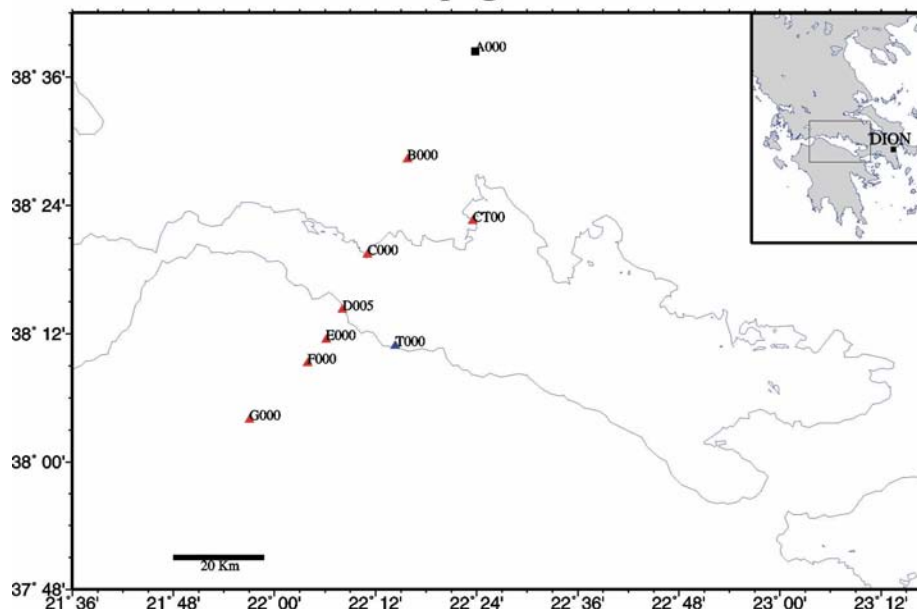 A000
38° 36'
DION
B000
38° 24'
CT00
C000
D005
38° 12'
E000
T000
F000
G000
38° 00'
20 Km
37° 48'
21° 36' 21° 48' 22° 00' 22° 12' 22° 24' 22° 36' 22° 48' 23° 00' 23° 12'